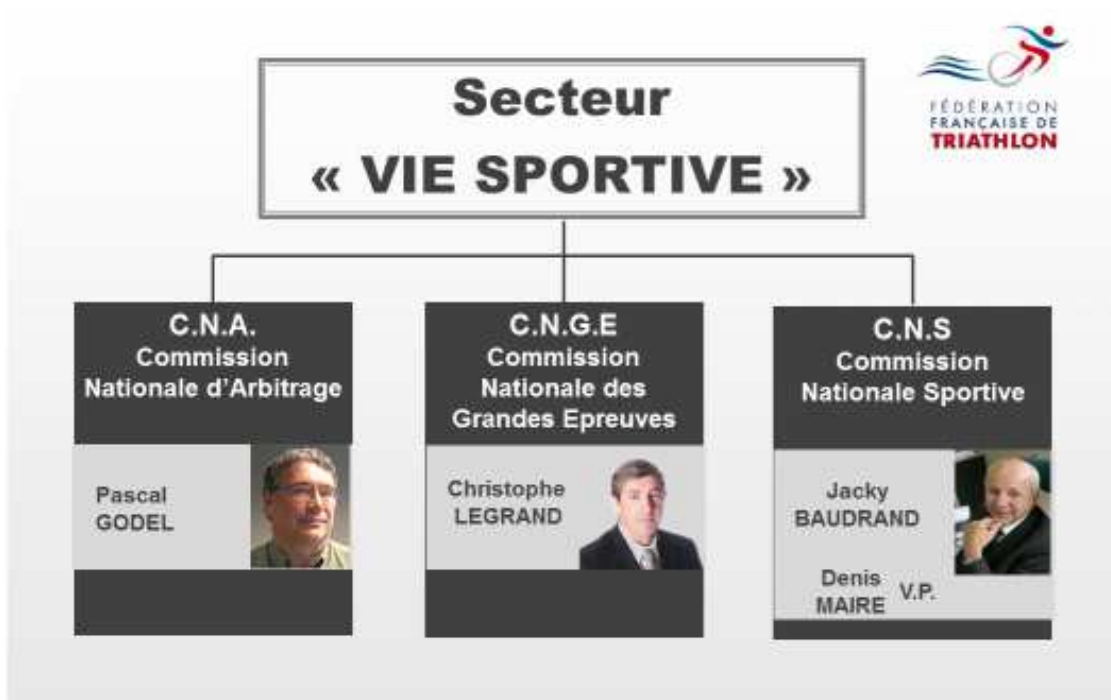 Secteur
« VIE SPORTIVE »
FÉDÉRATION
FRANÇAISE DE
TRIATHLON
C.N.A.
Commission
Nationale d'Arbitrage
Pascal
GODEL
C.N.G.E
Commission
Nationale des
Grandes Epreuves
Christophe
LEGRAND
C.N.S
Commission
Nationale Sportive
Jacky
BAUDRAND
Denis
MAIRE V.P.